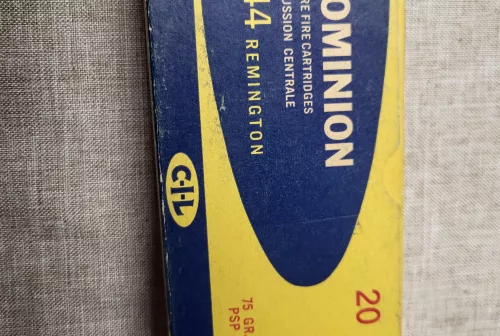 OMINION
RE FIRE CARTRIDGES
USSION CENTRALE
44 REMINGTON
C-I-L
20
75 GR
PSP